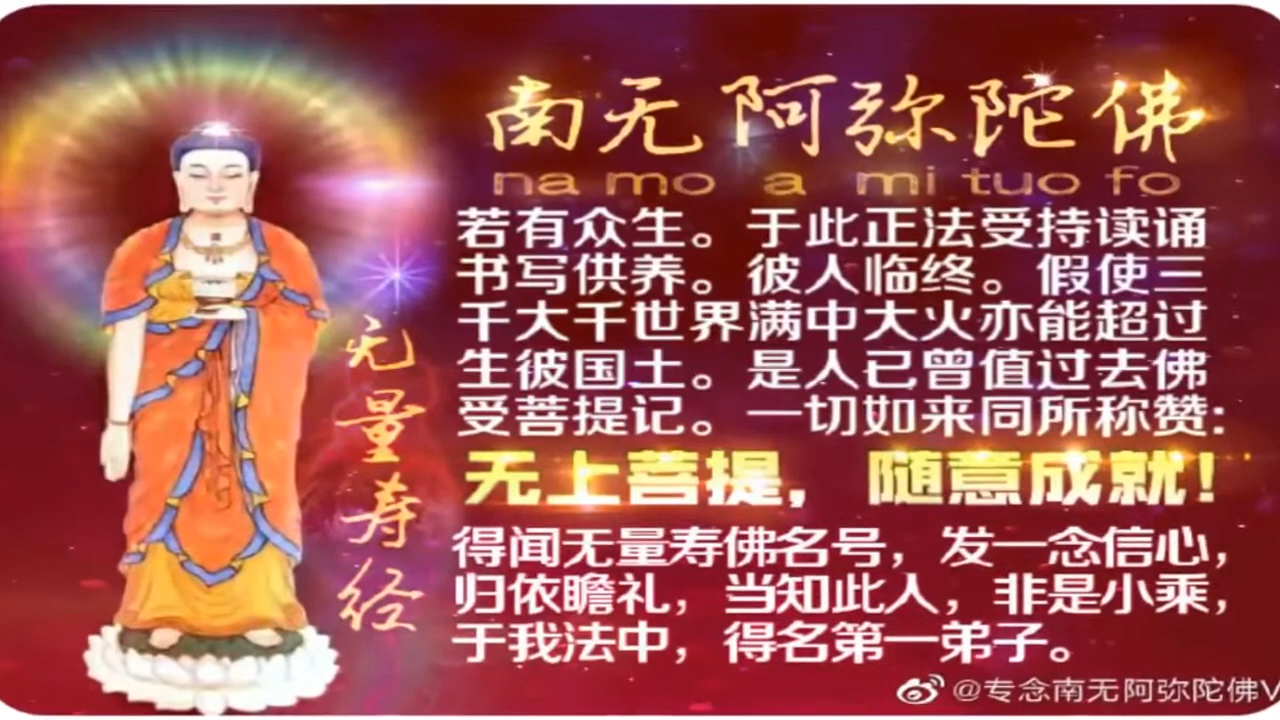 南无阿弥陀佛
na mo a mi tuo fo
若有众生。于此正法受持读诵
书写供养。彼人临终。假使三
千大千世界满中大火亦能超过
生彼国土。是人已曾值过去佛
受菩提记。一切如来同所称赞:
无上菩提，随意成就！
得闻无量寿佛名号，发一念信心，
归依瞻礼，当知此人，非是小乘，
于我法中，得名第一弟子。
无量寿经
@专念南无阿弥陀佛V